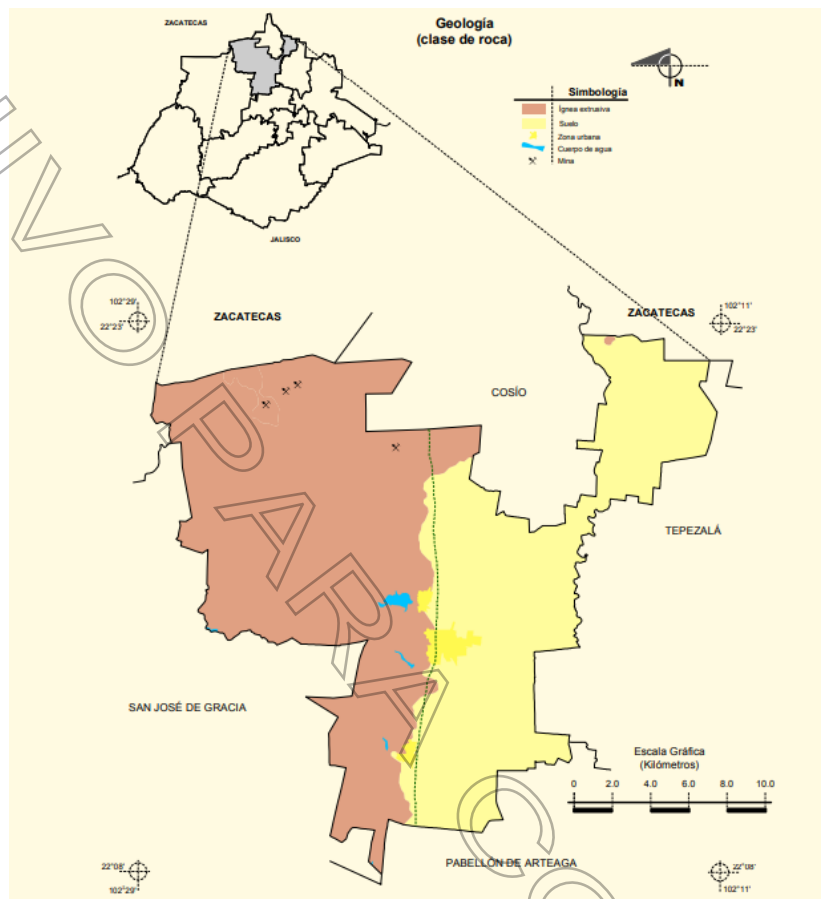 ZACATECAS
Geología
(clase de roca)
N
Simbología
Ígnea extrusiva
Suelo
Zona urbana
Cuerpo de agua
Mina
JALISCO
102°29'
22°23'
ZACATECAS
ZACATECAS
102°11'
22°23'
COSÍO
TEPEZALÁ
SAN JOSÉ DE GRACIA
Escala Gráfica
(Kilómetros)
0 2.0 4.0 6.0 8.0 10.0
PABELLÓN DE ARTEAGA
22°08'
102°29'
22°08'
102°11'
IVO PARA CO